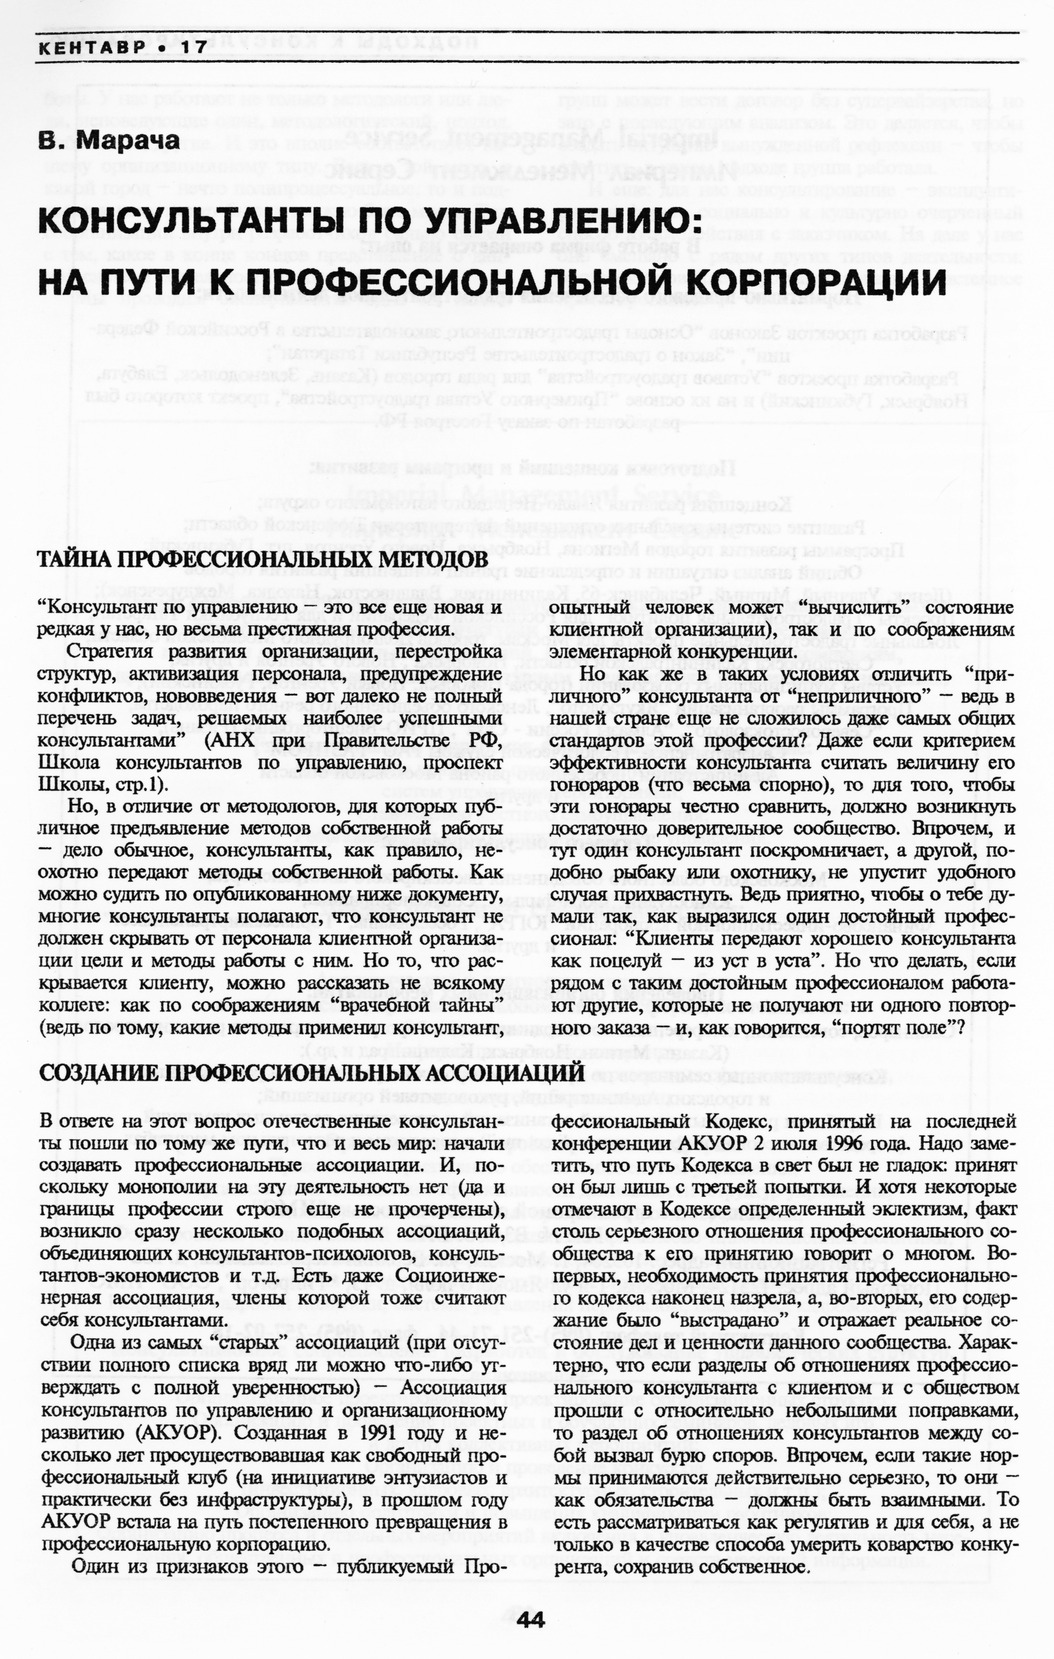 КЕНТАВР • 17
В. Марача
КОНСУЛЬТАНТЫ ПО УПРАВЛЕНИЮ:
НА ПУТИ К ПРОФЕССИОНАЛЬНОЙ КОРПОРАЦИИ
ТАЙНА ПРОФЕССИОНАЛЬНЫХ МЕТОДОВ
“Консультант по управлению — это все еще новая и
редкая у нас, но весьма престижная профессия.
Стратегия развития организации, перестройка
структур, активизация персонала, предупреждение
конфликтов, нововведения — вот далеко не полный
перечень задач, решаемых наиболее успешными
консультантами” (АНХ при Правительстве РФ,
Школа консультантов по управлению, проспект
Школы, стр.1).
Но, в отличие от методологов, для которых пуб-
личное предъявление методов собственной работы
— дело обычное, консультанты, как правило, не-
охотно передают методы собственной работы. Как
можно судить по опубликованному ниже документу,
многие консультанты полагают, что консультант не
должен скрывать от персонала клиентной организа-
ции цели и методы работы с ним. Но то, что рас-
крывается клиенту, можно рассказать не всякому
коллеге: как по соображениям “врачебной тайны”
(ведь по тому, какие методы применил консультант,
опытный человек может “вычислить” состояние
клиентной организации), так и по соображениям
элементарной конкуренции.
Но как же в таких условиях отличить “при-
личного” консультанта от “неприличного” — ведь в
нашей стране еще не сложилось даже самых общих
стандартов этой профессии? Даже если критерием
эффективности консультанта считать величину его
гонораров (что весьма спорно), то для того, чтобы
эти гонорары честно сравнить, должно возникнуть
достаточно доверительное сообщество. Впрочем, и
тут один консультант поскромничает, а другой, по-
добно рыбаку или охотнику, не упустит удобного
случая прихвастнуть. Ведь приятно, чтобы о тебе ду-
мали так, как выразился один достойный профес-
сионал: “Клиенты передают хорошего консультанта
как поцелуй — из уст в уста”. Но что делать, если
рядом с таким достойным профессионалом работа-
ют другие, которые не получают ни одного повтор-
ного заказа — и, как говорится, “портят поле”?
СОЗДАНИЕ ПРОФЕССИОНАЛЬНЫХ АССОЦИАЦИЙ
В ответе на этот вопрос отечественные консультан-
ты пошли по тому же пути, что и весь мир: начали
создавать профессиональные ассоциации. И, по-
скольку монополии на эту деятельность нет (да и
границы профессии строго еще не прочерчены),
возникло сразу несколько подобных ассоциаций,
объединяющих консультантов-психологов, консуль-
тантов-экономистов и т.д. Есть даже Социоинже-
нерная ассоциация, члены которой тоже считают
себя консультантами.
Одна из самых “старых” ассоциаций (при отсут-
ствии полного списка вряд ли можно что-либо ут-
верждать с полной уверенностью) — Ассоциация
консультантов по управлению и организационному
развитию (АКУОР). Созданная в 1991 году и не-
сколько лет просуществовавшая как свободный про-
фессиональный клуб (на инициативе энтузиастов и
практически без инфраструктуры), в прошлом году
АКУОР встала на путь постепенного превращения в
профессиональную корпорацию.
Один из признаков этого — публикуемый Про-
фессиональный Кодекс, принятый на последней
конференции АКУОР 2 июля 1996 года. Надо заме-
тить, что путь Кодекса в свет был не гладок: принят
он был лишь с третьей попытки. И хотя некоторые
отмечают в Кодексе определенный эклектизм, факт
столь серьезного отношения профессионального со-
общества к его принятию говорит о многом. Во-
первых, необходимость принятия профессионально-
го кодекса наконец назрела, а, во-вторых, его содер-
жание было “выстрадано” и отражает реальное со-
стояние дел и ценности данного сообщества. Харак-
терно, что если разделы об отношениях профессио-
нального консультанта с клиентом и с обществом
прошли с относительно небольшими поправками,
то раздел об отношениях консультантов между со-
бой вызвал бурю споров. Впрочем, если такие нор-
мы принимаются действительно серьезно, то они —
как обязательства — должны быть взаимными. То
есть рассматриваться как регулятив и для себя, а не
только в качестве способа умерить коварство конку-
рента, сохранив собственное.
44